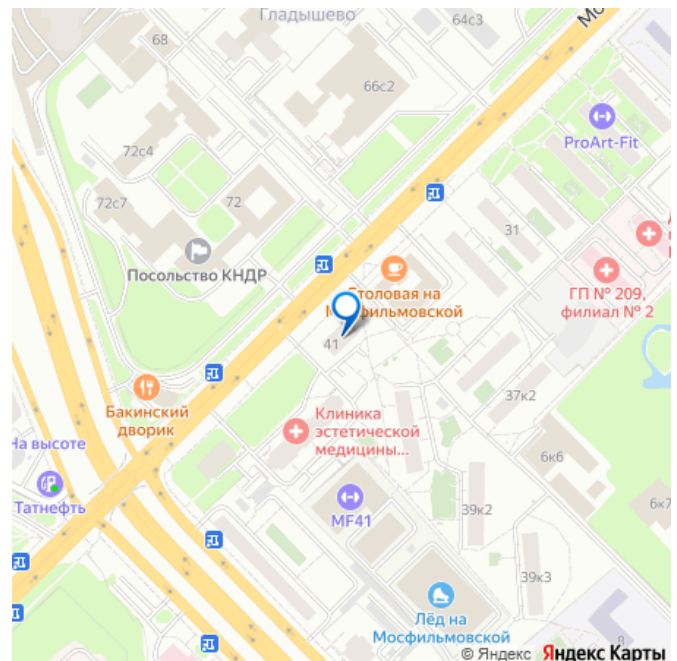 Гладышево
64с3
Мо
68
66с2
ProArt-Fit
72с4
72с7
72
31
Посольство КНДР
ГП № 209,
филиал № 2
Столовая на
Мосфильмовской
41
Бакинский
дворик
37к2
Клиника
эстетической
медицины...
На высоте
6к6
Татнефть
6к7
MF41
39к2
39к3
Лёд на
Мосфильмовской
8
© Яндекс Яндекс Карты